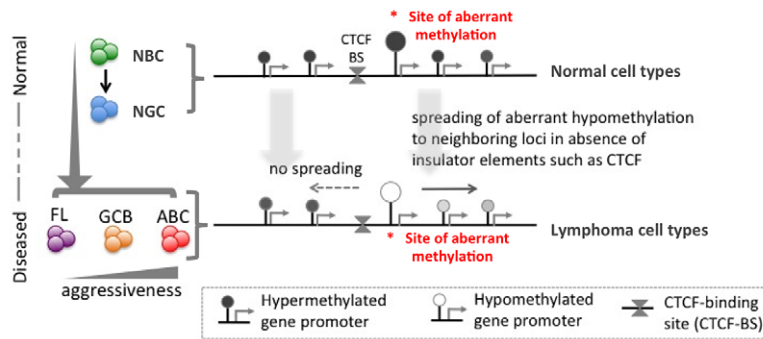 Normal
Diseased
NBC
NGC
FL
GCB
ABC
aggressiveness
CTCF
BS
* Site of aberrant
methylation
Normal cell types
spreading of aberrant hypomethylation
to neighboring loci in absence of
insulator elements such as CTCF
no spreading
* Site of aberrant
methylation
Lymphoma cell types
Hypermethylated
gene promoter
Hypomethylated
gene promoter
CTCF-binding
site (CTCF-BS)